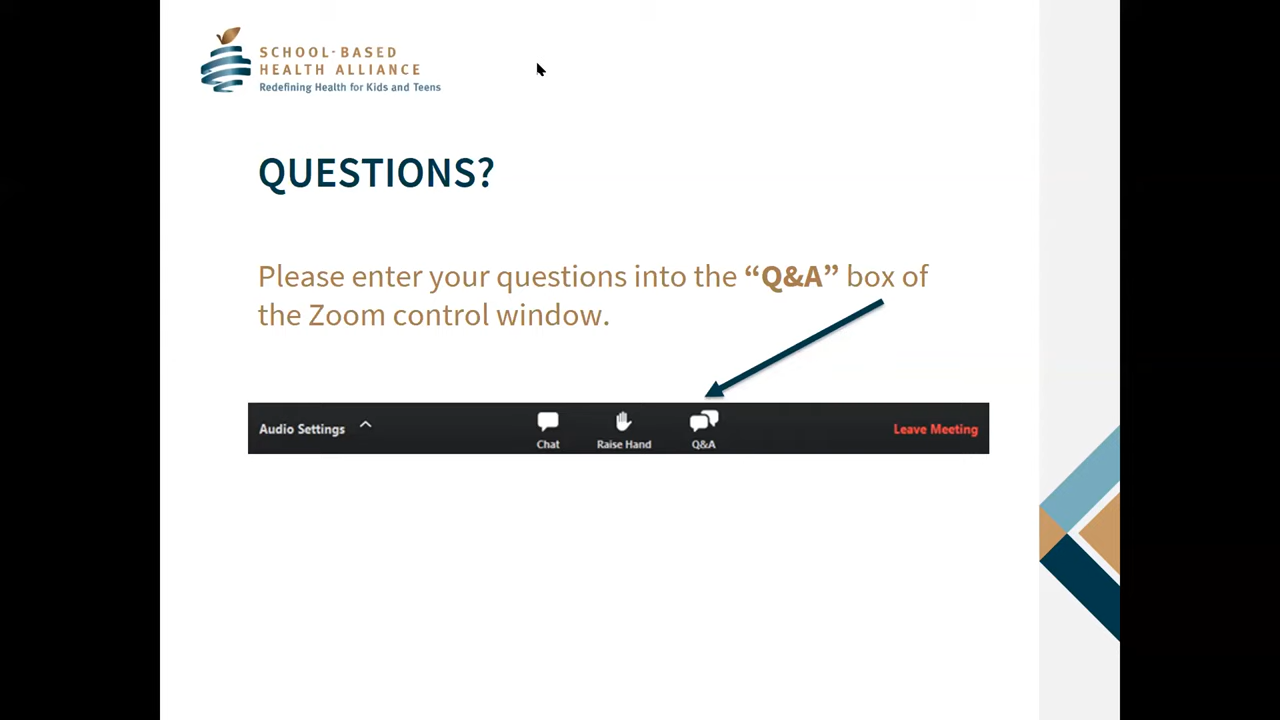 SCHOOL-BASED
HEALTH ALLIANCE
Redefining Health for Kids and Teens
QUESTIONS?
Please enter your questions into the “Q&A” box of
the Zoom control window.
Audio Settings
Chat
Raise Hand
Q&A
Leave Meeting